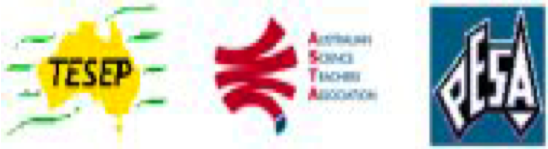 TESEP
AUSTRALIAN
SCIENCE
TEACHERS
ASSOCIATION
PESA